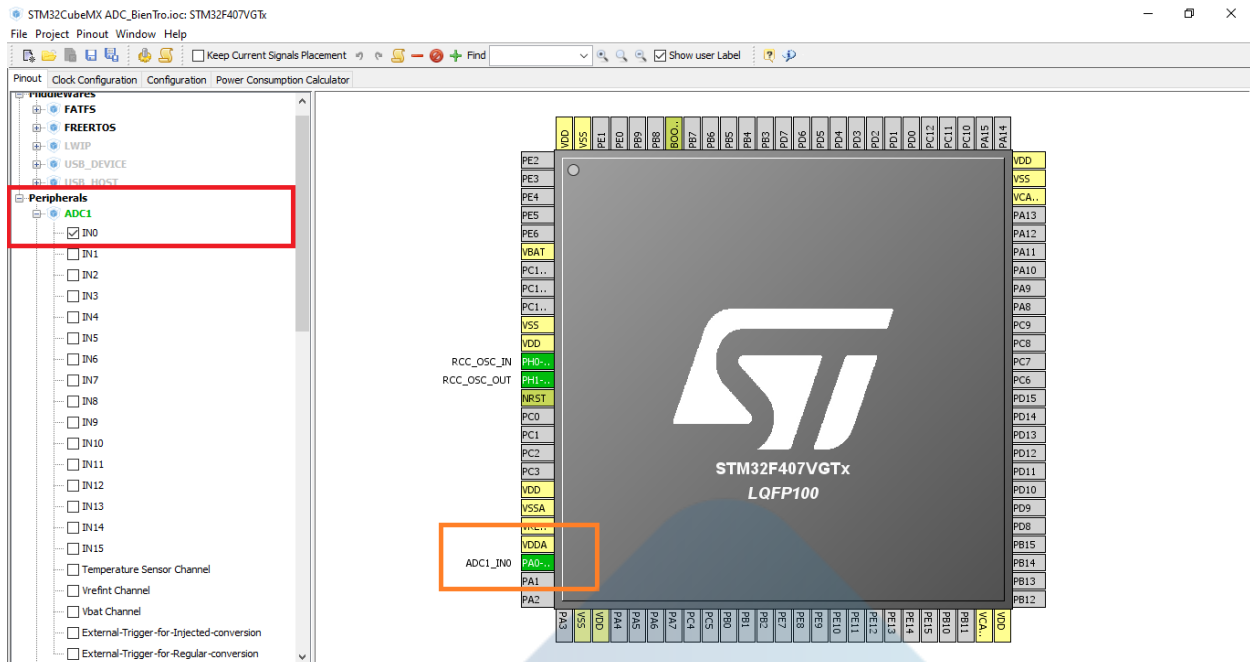 STM32CubeMX ADC_BienTro.ioc: STM32F407VGTx
File Project Pinout Window Help
Keep Current Signals Placement Find Show user Label
Pinout Clock Configuration Configuration Power Consumption Calculator
MiddleWares
FATFS
FREERTOS
LWIP
USB_DEVICE
USB_HOST
Peripherals
ADC1
IN0
IN1
IN2
IN3
IN4
IN5
IN6
IN7
IN8
IN9
IN10
IN11
IN12
IN13
IN14
IN15
Temperature Sensor Channel
Vrefint Channel
Vbat Channel
External-Trigger-for-Injected-conversion
External-Trigger-for-Regular-conversion
VDD
VSS
PE1
PE0
PB9
PB8
BOO..
PB7
PB6
PB5
PB4
PB3
PD7
PD6
PD5
PD4
PD3
PD2
PD1
PD0
PC12
PC11
PC10
PA15
PA14
PE2
PE3
PE4
PE5
PE6
VBAT
PC1..
PC1..
PC1..
VSS
VDD
RCC_OSC_IN PH0-..
RCC_OSC_OUT PH1-..
NRST
PC0
PC1
PC2
PC3
VDD
VSSA
VRE..
VDDA
ADC1_IN0 PA0-..
PA1
PA2
STM32F407VGTx
LQFP100
VDD
VSS
VCA..
PA13
PA12
PA11
PA10
PA9
PA8
PC9
PC8
PC7
PC6
PD15
PD14
PD13
PD12
PD11
PD10
PD9
PD8
PB15
PB14
PB13
PB12
PA3
VSS
VDD
PA4
PA5
PA6
PA7
PC4
PC5
PB0
PB1
PB2
PE7
PE8
PE9
PE10
PE11
PE12
PE13
PE14
PE15
PB10
PB11
VCA..
VDD